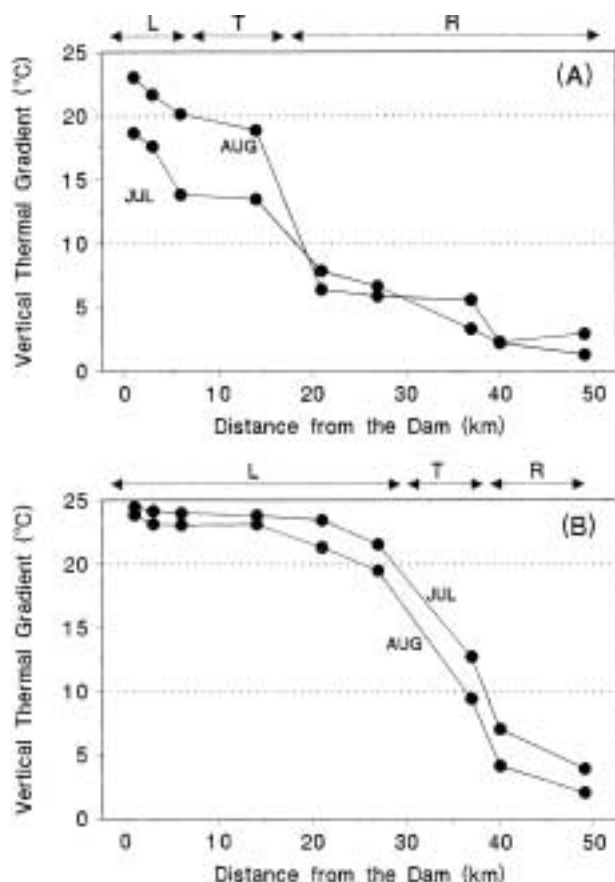 L T R
(A)
Vertical Thermal Gradient (°C)
25
20
15
10
5
0
AUG
JUL
0 10 20 30 40 50
Distance from the Dam (km)
L T R
(B)
Vertical Thermal Gradient (°C)
25
20
15
10
5
0
JUL
AUG
0 10 20 30 40 50
Distance from the Dam (km)